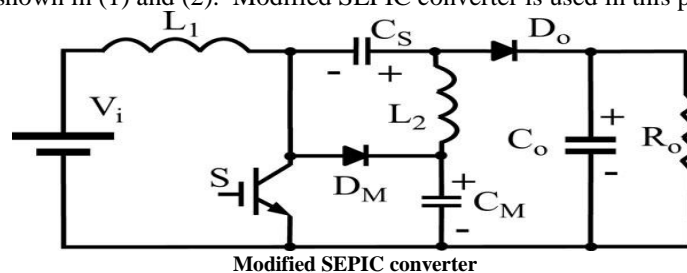 shown in (1) and (2). Modified SEPIC converter is used in this p
L1
CS
Do
- +
Vi
L2
+
Co
Ro
-
S
DM
+
CM
-
Modified SEPIC converter